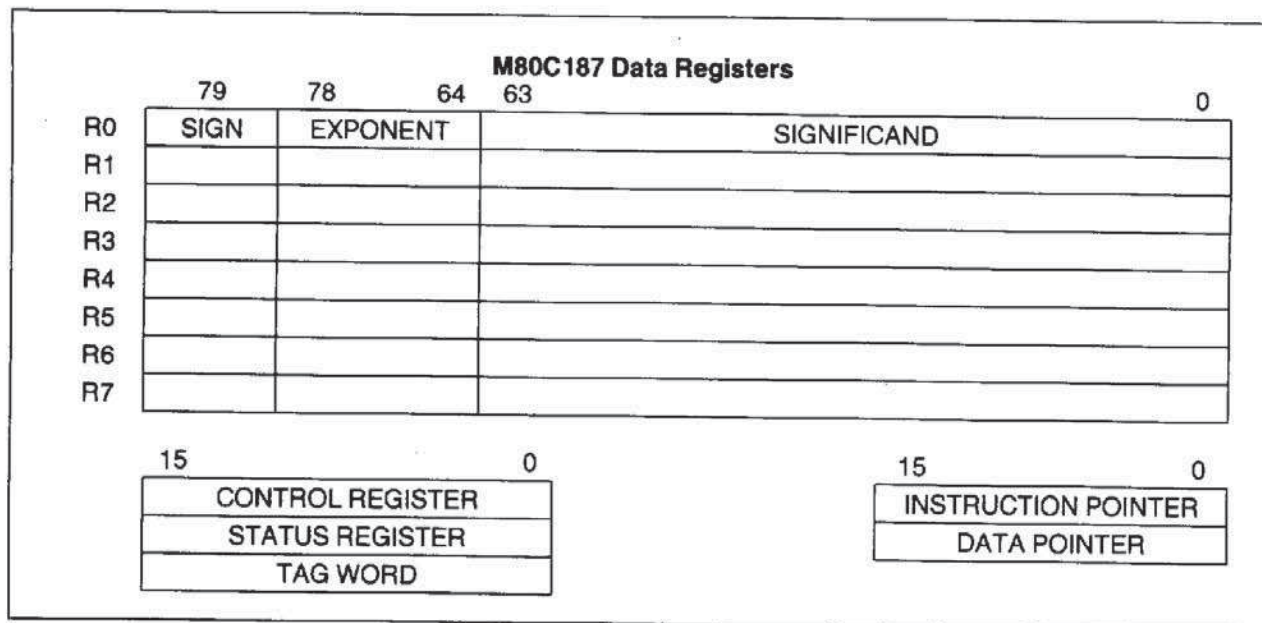 M80C187 Data Registers
79 78 64 63 0
R0 SIGN EXPONENT SIGNIFICAND
R1
R2
R3
R4
R5
R6
R7
15 0 15 0
CONTROL REGISTER INSTRUCTION POINTER
STATUS REGISTER DATA POINTER
TAG WORD